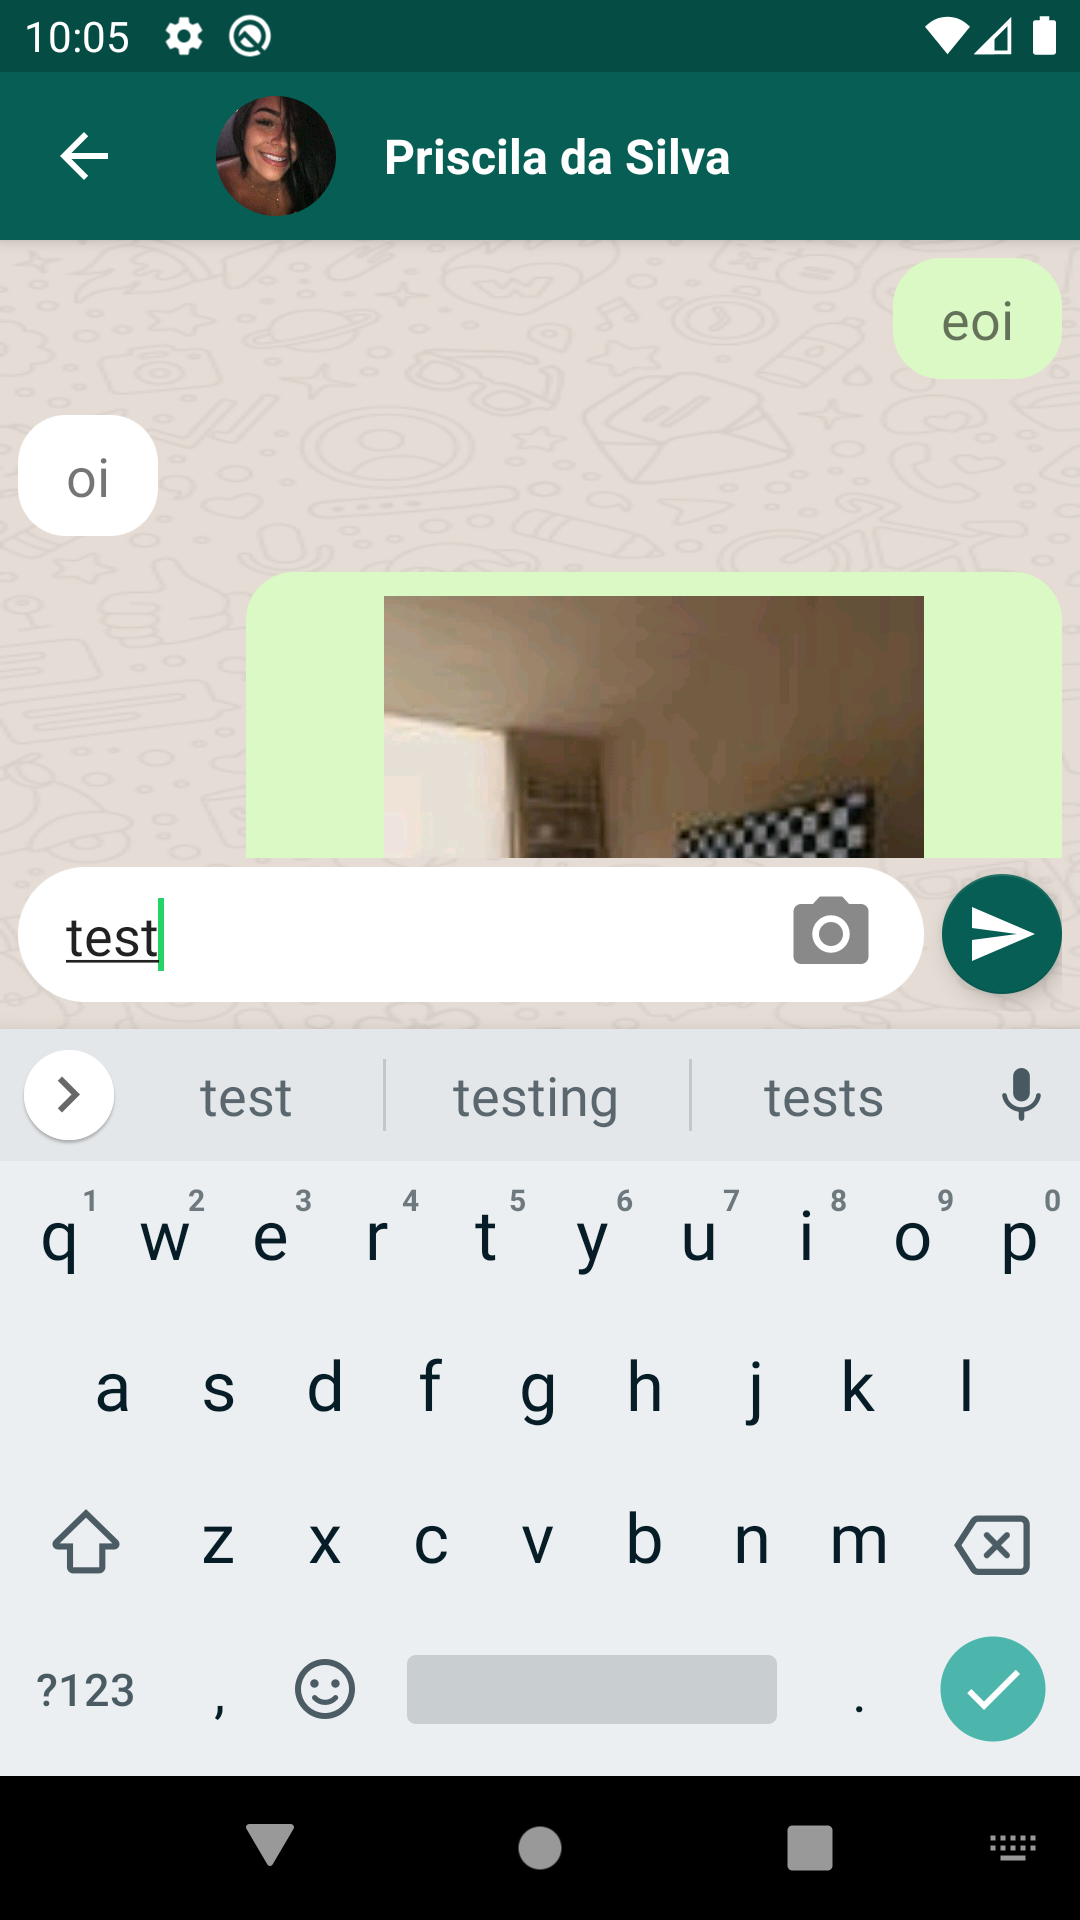 10:05
Priscila da Silva
eoi
oi
test
test testing tests
1 2 3 4 5 6 7 8 9 0
q w e r t y u i o p
a s d f g h j k l
z x c v b n m
?123 , .